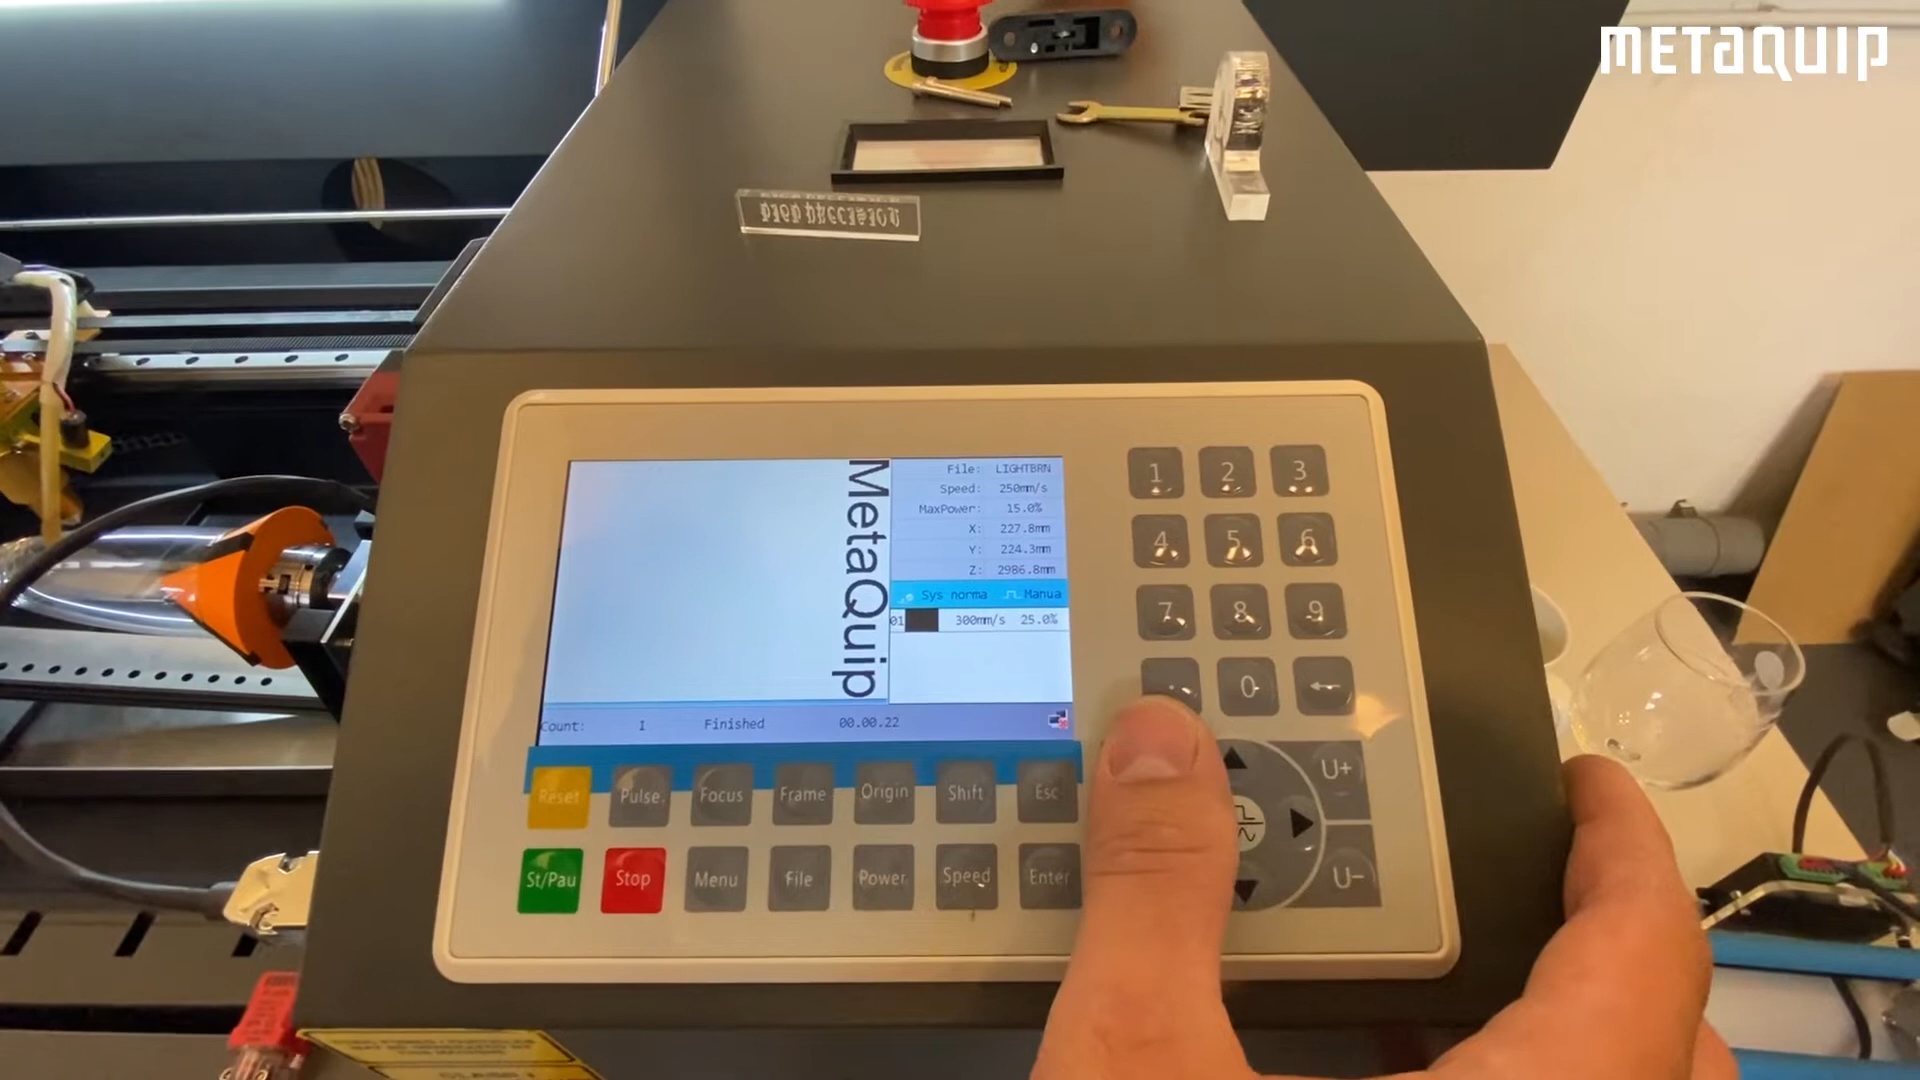 METAQUIP
MetaQuip
File: LIGHTBRN
Speed: 250mm/s
MaxPower: 15.0%
X: 227.8mm
Y: 224.3mm
Z: 2986.8mm
Sys norma Manua
01 300mm/s 25.0%
Count: 1 Finished 00.00.22
1 2 3
4 5 6
7 8 9
. 0
Reset Pulse Focus Frame Origin Shift Esc
St/Pau Stop Menu File Power Speed Enter
U+
U-